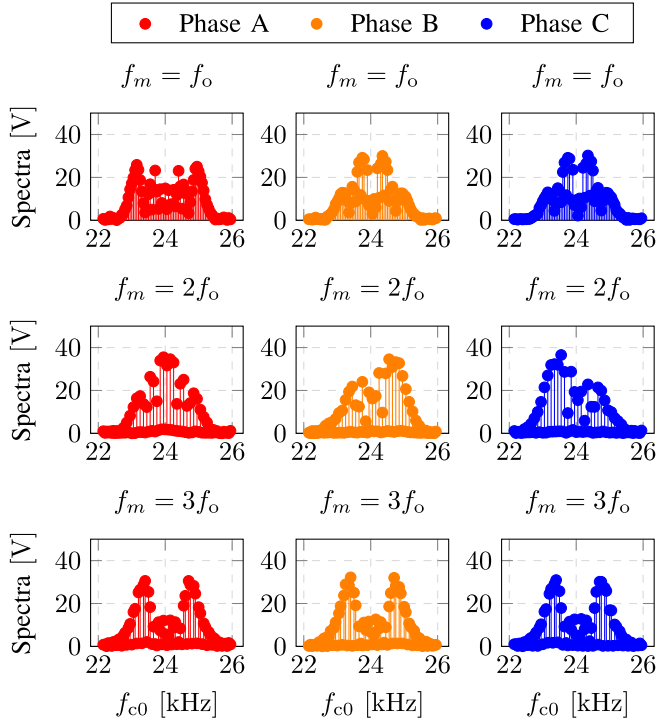 Phase A Phase B Phase C
f_m = f_o f_m = f_o f_m = f_o
Spectra [V]
40 40 40
20 20 20
0 0 0
22 24 26 22 24 26 22 24 26
f_m = 2f_o f_m = 2f_o f_m = 2f_o
Spectra [V]
40 40 40
20 20 20
0 0 0
22 24 26 22 24 26 22 24 26
f_m = 3f_o f_m = 3f_o f_m = 3f_o
Spectra [V]
40 40 40
20 20 20
0 0 0
22 24 26 22 24 26 22 24 26
f_c0 [kHz] f_c0 [kHz] f_c0 [kHz]